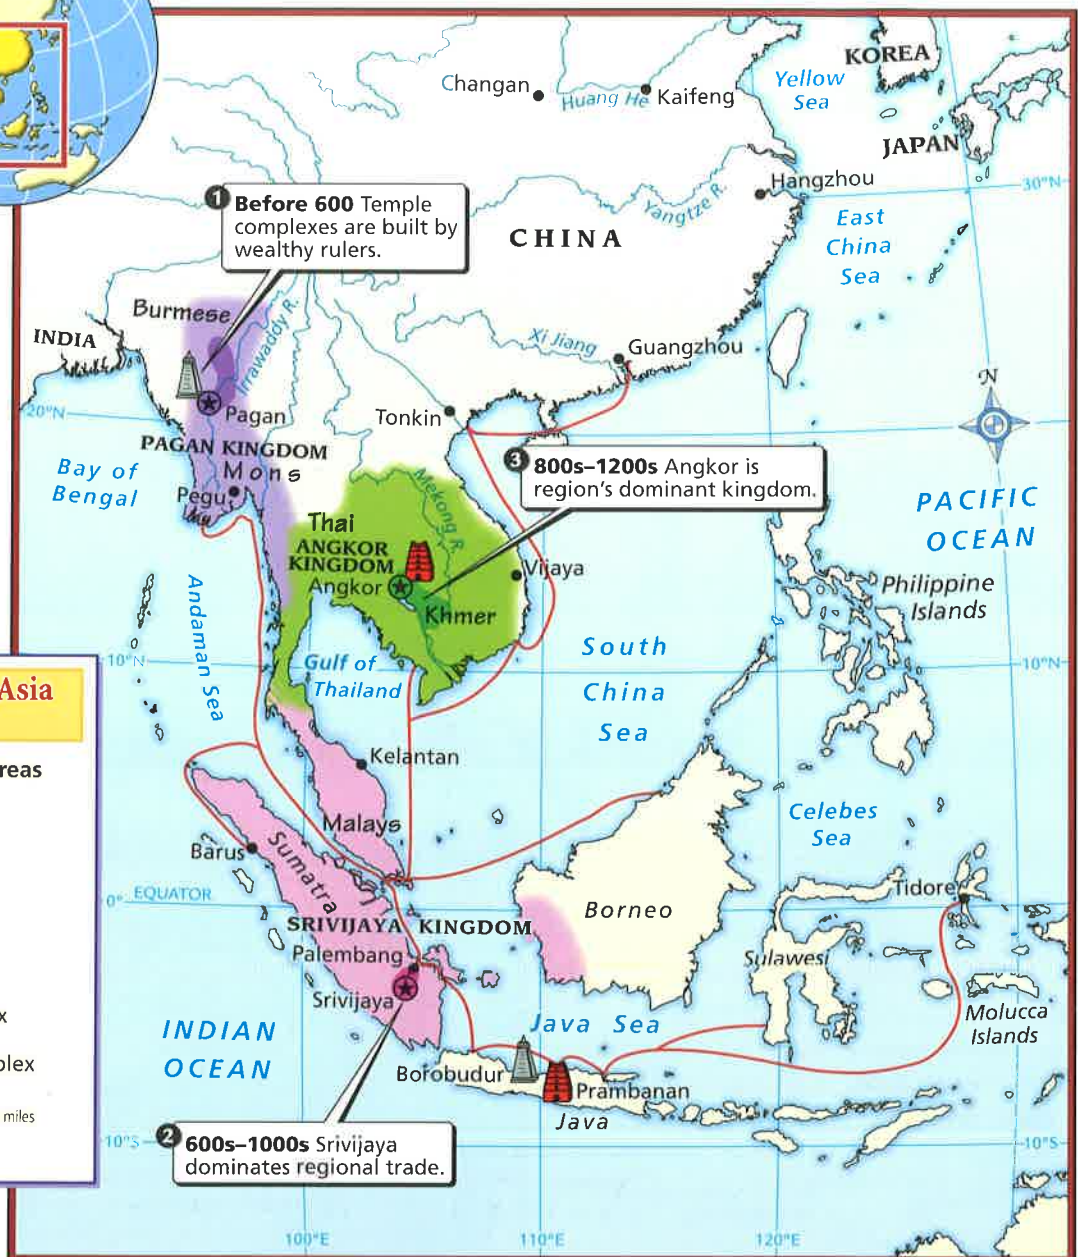 Changan
Huang He
Kaifeng
KOREA
Yellow
Sea
JAPAN
Hangzhou
30°N
Yangtze R.
East
China
Sea
CHINA
1 Before 600 Temple
complexes are built by
wealthy rulers.
Burmese
Irrawaddy R.
INDIA
Xi Jiang
Guangzhou
N
20°N
Pagan
Tonkin
PAGAN KINGDOM
Mons
Pegu
Bay of
Bengal
3 800s–1200s Angkor is
region's dominant kingdom.
PACIFIC
OCEAN
Mekong R.
Thai
ANGKOR
KINGDOM
Angkor
Khmer
Vijaya
Philippine
Islands
Andaman Sea
10°N
Gulf of
Thailand
South
China
Sea
10°N
Asia
reas
Kelantan
Malays
Celebes
Sea
Barus
Sumatra
0° EQUATOR
Tidore
Borneo
SRIVIJAYA KINGDOM
Palembang
Sulawesi
Srivijaya
Molucca
Islands
INDIAN
OCEAN
Java Sea
x
plex
miles
Borobudur
Prambanan
Java
2 600s–1000s Srivijaya
dominates regional trade.
10°S
10°S
100°E
110°E
120°E